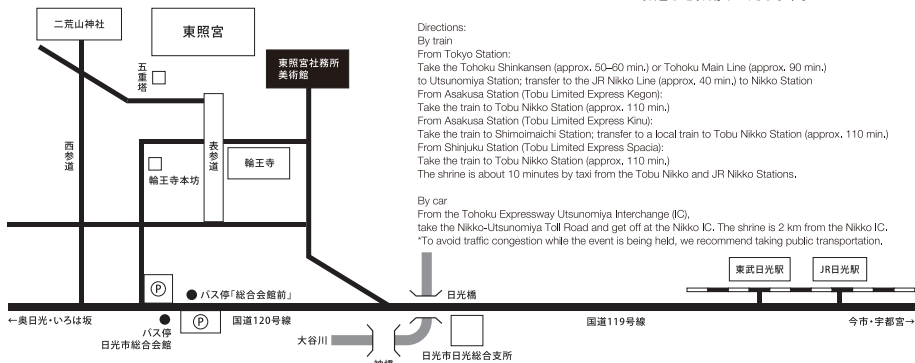 二荒山神社
東照宮
東照宮社務所
美術館
五重塔
西参道
表参道
輪王寺本坊
輪王寺
Directions:
By train
From Tokyo Station:
Take the Tohoku Shinkansen (approx. 50–60 min.) or Tohoku Main Line (approx. 90 min.)
to Utsunomiya Station; transfer to the JR Nikko Line (approx. 40 min.) to Nikko Station
From Asakusa Station (Tobu Limited Express Kegon):
Take the train to Tobu Nikko Station (approx. 110 min.)
From Asakusa Station (Tobu Limited Express Kinu):
Take the train to Shimoimaichi Station; transfer to a local train to Tobu Nikko Station (approx. 110 min.)
From Shinjuku Station (Tobu Limited Express Spacia):
Take the train to Tobu Nikko Station (approx. 110 min.)
The shrine is about 10 minutes by taxi from the Tobu Nikko and JR Nikko Stations.
By car
From the Tohoku Expressway Utsunomiya Interchange (IC),
take the Nikko-Utsunomiya Toll Road and get off at the Nikko IC. The shrine is 2 km from the Nikko IC.
*To avoid traffic congestion while the event is being held, we recommend taking public transportation.
東武日光駅
JR日光駅
P
バス停「総合会館前」
日光橋
←奥日光・いろは坂
バス停
日光市総合会館
P
国道120号線
国道119号線
今市・宇都宮→
大谷川
日光市日光総合支所